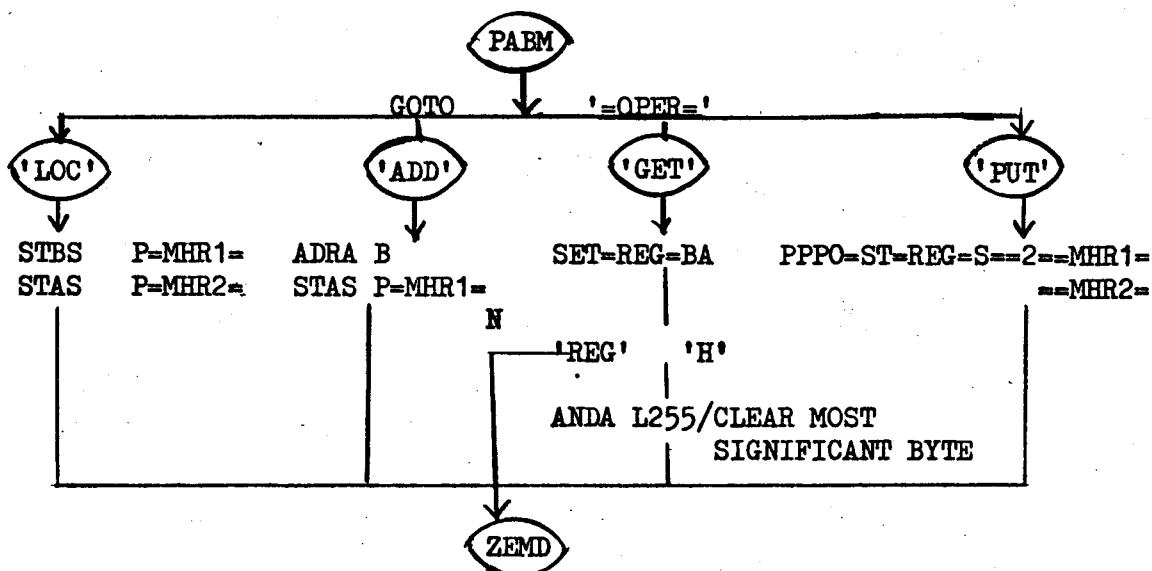 PABM
GOTO '=OPER='
'LOC' 'ADD' 'GET' 'PUT'
STBS P=MHR1= ADRA B SET=REG=BA PPPO=ST=REG=S==2==MHR1=
STAS P=MHR2= STAS P=MHR1= ==MHR2=
N
'REG' 'H'
ANDA L255/CLEAR MOST
SIGNIFICANT BYTE
ZEMD